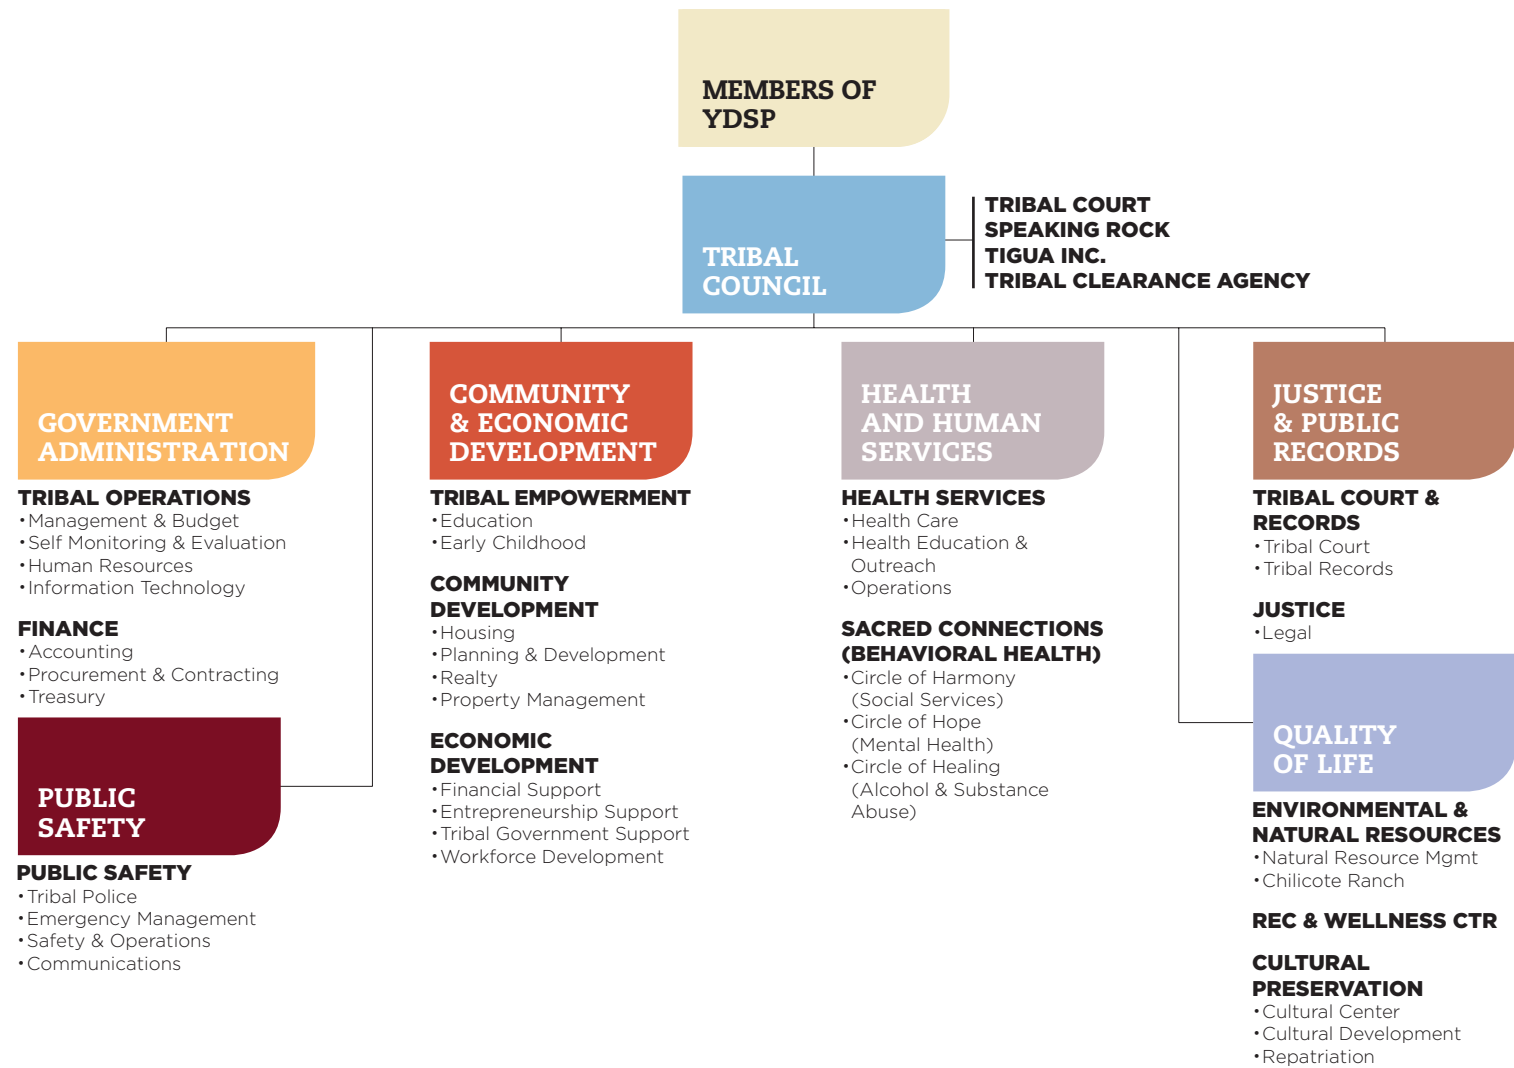 MEMBERS OF
YDSP
TRIBAL
COUNCIL
TRIBAL COURT
SPEAKING ROCK
TIGUA INC.
TRIBAL CLEARANCE AGENCY
GOVERNMENT
ADMINISTRATION
TRIBAL OPERATIONS
•Management & Budget
•Self Monitoring & Evaluation
•Human Resources
•Information Technology
FINANCE
•Accounting
•Procurement & Contracting
•Treasury
PUBLIC
SAFETY
PUBLIC SAFETY
•Tribal Police
•Emergency Management
•Safety & Operations
•Communications
COMMUNITY
& ECONOMIC
DEVELOPMENT
TRIBAL EMPOWERMENT
•Education
•Early Childhood
COMMUNITY
DEVELOPMENT
•Housing
•Planning & Development
•Realty
•Property Management
ECONOMIC
DEVELOPMENT
•Financial Support
•Entrepreneurship Support
•Tribal Government Support
•Workforce Development
HEALTH
AND HUMAN
SERVICES
HEALTH SERVICES
•Health Care
•Health Education &
Outreach
•Operations
SACRED CONNECTIONS
(BEHAVIORAL HEALTH)
•Circle of Harmony
(Social Services)
•Circle of Hope
(Mental Health)
•Circle of Healing
(Alcohol & Substance
Abuse)
JUSTICE
& PUBLIC
RECORDS
TRIBAL COURT &
RECORDS
•Tribal Court
•Tribal Records
JUSTICE
•Legal
QUALITY
OF LIFE
ENVIRONMENTAL &
NATURAL RESOURCES
•Natural Resource Mgmt
•Chilicote Ranch
REC & WELLNESS CTR
CULTURAL
PRESERVATION
•Cultural Center
•Cultural Development
•Repatriation